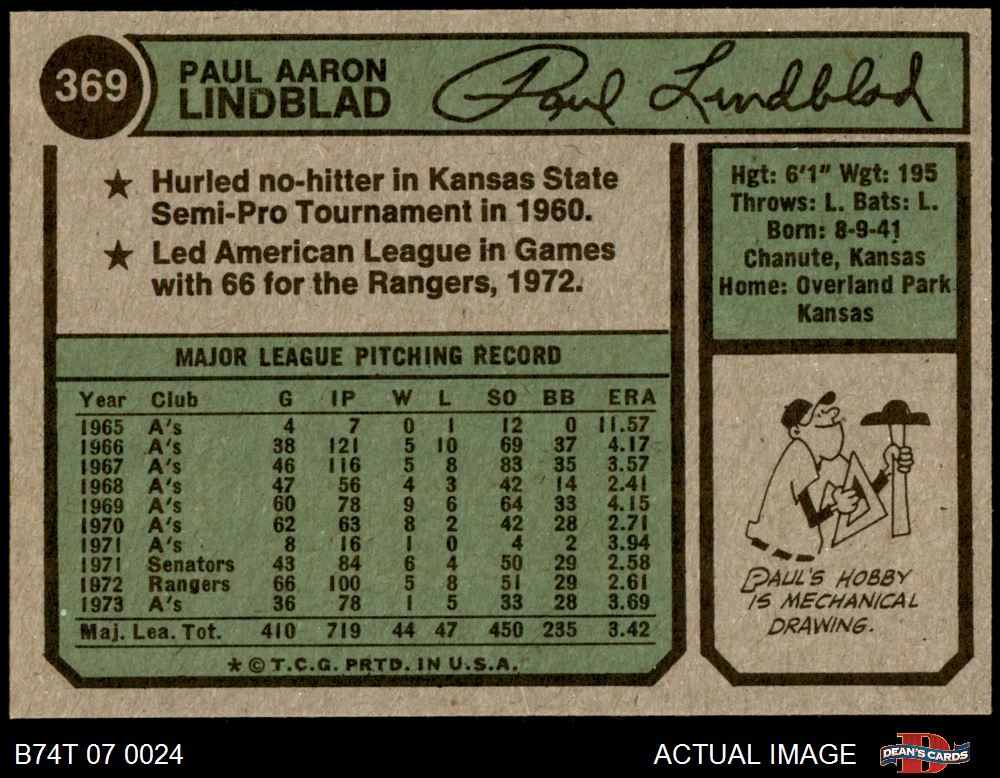 369
PAUL AARON
LINDBLAD
Paul Lindblad
★ Hurled no-hitter in Kansas State
Semi-Pro Tournament in 1960.
★ Led American League in Games
with 66 for the Rangers, 1972.
Hgt: 6'1" Wgt: 195
Throws: L. Bats: L.
Born: 8-9-41
Chanute, Kansas
Home: Overland Park
Kansas
MAJOR LEAGUE PITCHING RECORD
Year Club G IP W L SO BB ERA
1965 A's 4 7 0 1 12 0 11.57
1966 A's 38 121 5 10 69 37 4.17
1967 A's 46 116 5 8 83 35 3.57
1968 A's 47 56 4 3 42 14 2.41
1969 A's 60 78 9 6 64 33 4.15
1970 A's 62 63 8 2 42 28 2.71
1971 A's 8 16 1 0 4 2 3.94
1971 Senators 43 84 6 4 50 29 2.58
1972 Rangers 66 100 5 8 51 29 2.61
1973 A's 36 78 1 5 33 28 3.69
Maj. Lea. Tot. 410 719 44 47 450 235 3.42
★ © T.C.G. PRTD. IN U.S.A.
PAUL'S HOBBY
IS MECHANICAL
DRAWING.
B74T 07 0024
ACTUAL IMAGE
D
DEAN'S CARDS